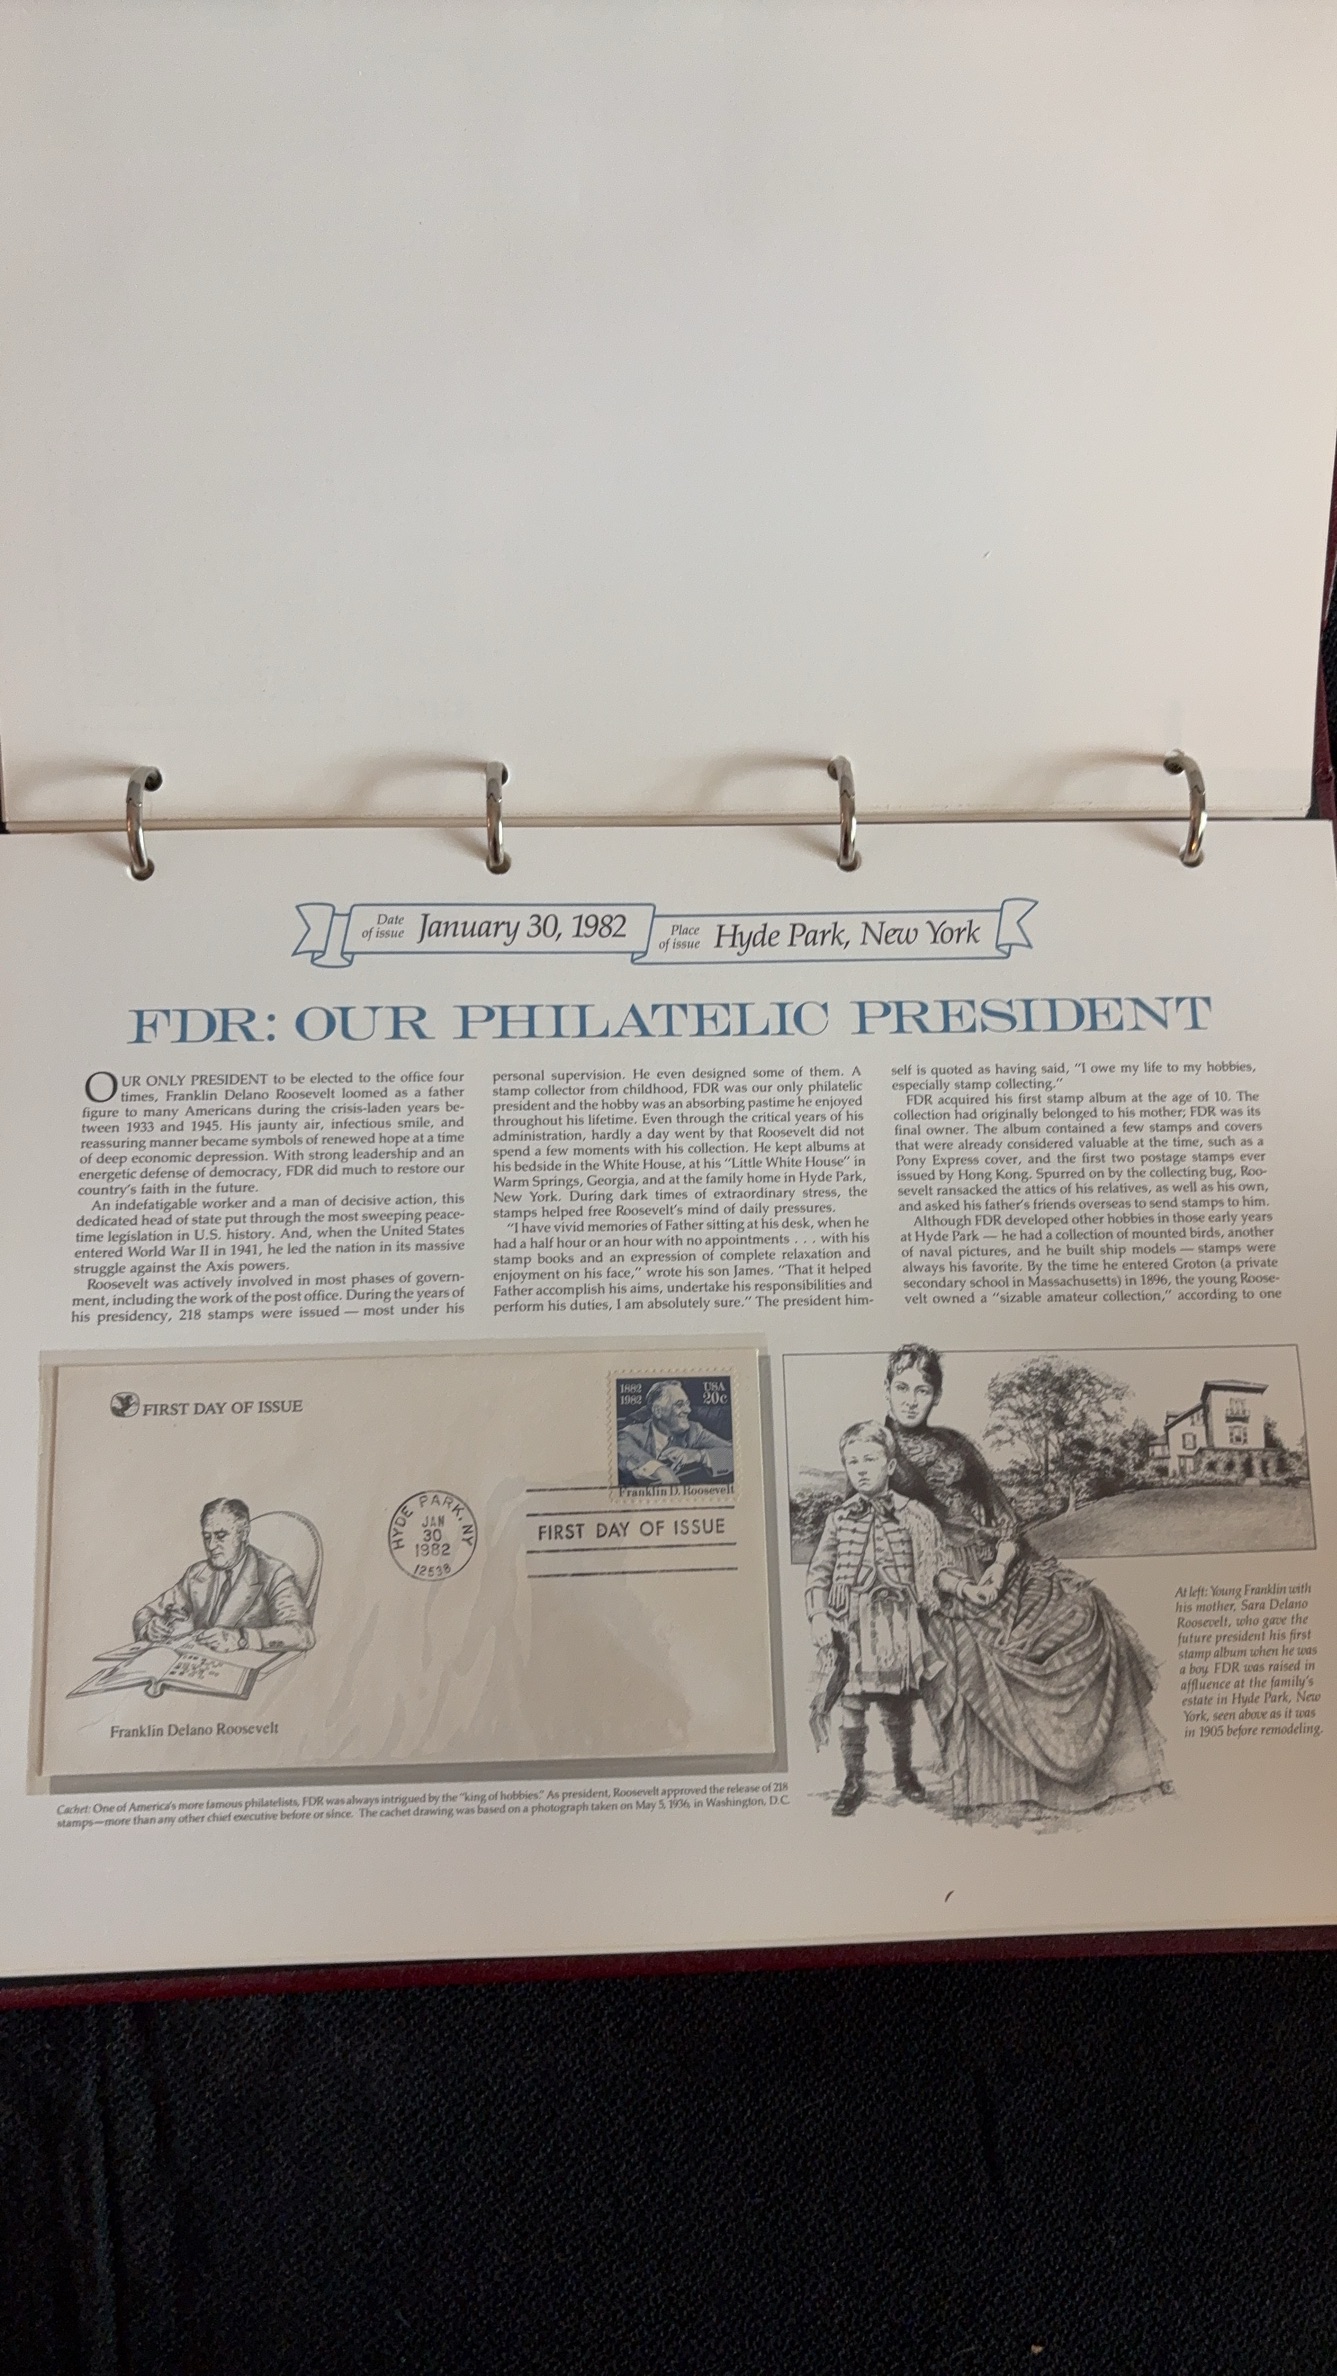 Date
of issue January 30, 1982
Place
of issue Hyde Park, New York
FDR: OUR PHILATELIC PRESIDENT
OUR ONLY PRESIDENT to be elected to the office four
times, Franklin Delano Roosevelt loomed as a father
figure to many Americans during the crisis-laden years be-
tween 1933 and 1945. His jaunty air, infectious smile, and
reassuring manner became symbols of renewed hope at a time
of deep economic depression. With strong leadership and an
energetic defense of democracy, FDR did much to restore our
country's faith in the future.
An indefatigable worker and a man of decisive action, this
dedicated head of state put through the most sweeping peace-
time legislation in U.S. history. And, when the United States
entered World War II in 1941, he led the nation in its massive
struggle against the Axis powers.
Roosevelt was actively involved in most phases of govern-
ment, including the work of the post office. During the years of
his presidency, 218 stamps were issued — most under his
personal supervision. He even designed some of them. A
stamp collector from childhood, FDR was our only philatelic
president and the hobby was an absorbing pastime he enjoyed
throughout his lifetime. Even through the critical years of his
administration, hardly a day went by that Roosevelt did not
spend a few moments with his collection. He kept albums at
his bedside in the White House, at his "Little White House" in
Warm Springs, Georgia, and at the family home in Hyde Park,
New York. During dark times of extraordinary stress, the
stamps helped free Roosevelt's mind of daily pressures.
"I have vivid memories of Father sitting at his desk, when he
had a half hour or an hour with no appointments . . . with his
stamp books and an expression of complete relaxation and
enjoyment on his face," wrote his son James. "That it helped
Father accomplish his aims, undertake his responsibilities and
perform his duties, I am absolutely sure." The president him-
self is quoted as having said, "I owe my life to my hobbies,
especially stamp collecting."
FDR acquired his first stamp album at the age of 10. The
collection had originally belonged to his mother; FDR was its
final owner. The album contained a few stamps and covers
that were already considered valuable at the time, such as a
Pony Express cover, and the first two postage stamps ever
issued by Hong Kong. Spurred on by the collecting bug, Roo-
sevelt ransacked the attics of his relatives, as well as his own,
and asked his father's friends overseas to send stamps to him.
Although FDR developed other hobbies in those early years
at Hyde Park — he had a collection of mounted birds, another
of naval pictures, and he built ship models — stamps were
always his favorite. By the time he entered Groton (a private
secondary school in Massachusetts) in 1896, the young Roose-
velt owned a "sizable amateur collection," according to one
FIRST DAY OF ISSUE
1882
1982
USA
20c
Franklin D. Roosevelt
HYDE PARK, NY
JAN
30
1982
12538
FIRST DAY OF ISSUE
Franklin Delano Roosevelt
Cachet: One of America's more famous philatelists, FDR was always intrigued by the "king of hobbies." As president, Roosevelt approved the release of 218
stamps—more than any other chief executive before or since. The cachet drawing was based on a photograph taken on May 5, 1936, in Washington, D.C.
At left: Young Franklin with
his mother, Sara Delano
Roosevelt, who gave the
future president his first
stamp album when he was
a boy. FDR was raised in
affluence at the family's
estate in Hyde Park, New
York, seen above as it was
in 1905 before remodeling.